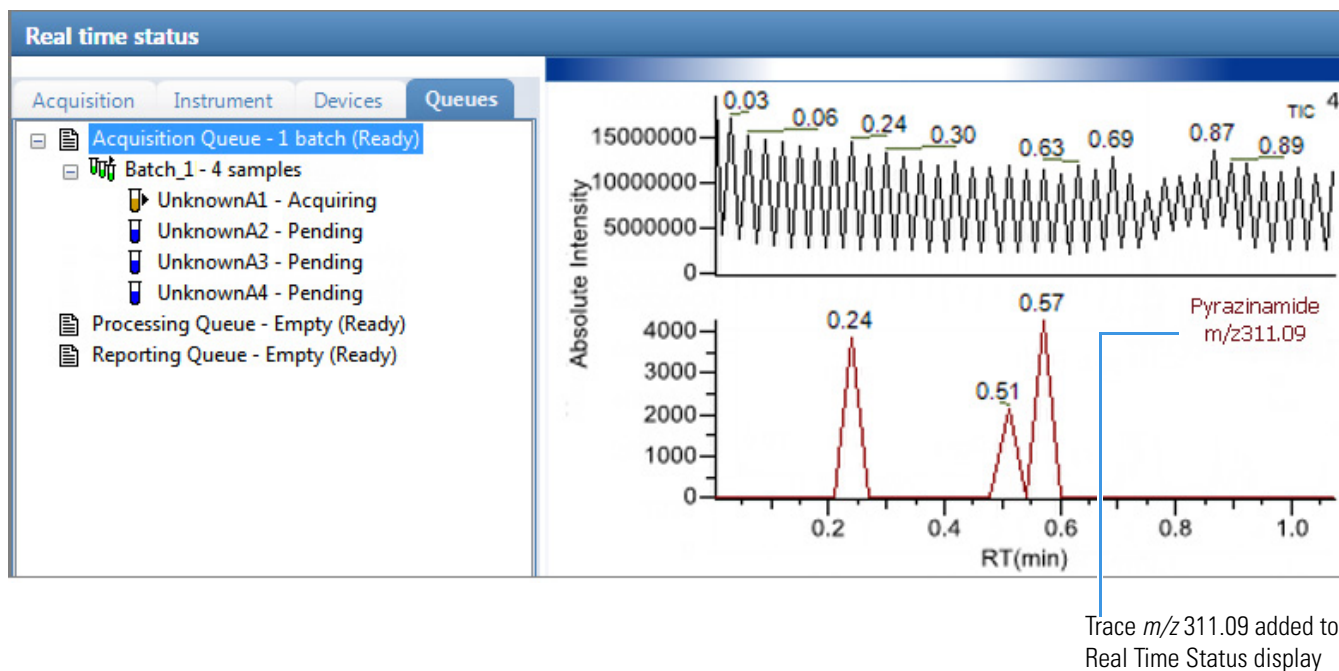 Real time status
Acquisition Instrument Devices Queues
Acquisition Queue - 1 batch (Ready)
Batch_1 - 4 samples
UnknownA1 - Acquiring
UnknownA2 - Pending
UnknownA3 - Pending
UnknownA4 - Pending
Processing Queue - Empty (Ready)
Reporting Queue - Empty (Ready)
Absolute Intensity
TIC 4
0.03 0.06 0.24 0.30 0.63 0.69 0.87 0.89
15000000
10000000
5000000
0
Pyrazinamide
m/z311.09
0.24 0.51 0.57
4000
3000
2000
1000
0
0.2 0.4 0.6 0.8 1.0
RT(min)
Trace m/z 311.09 added to
Real Time Status display